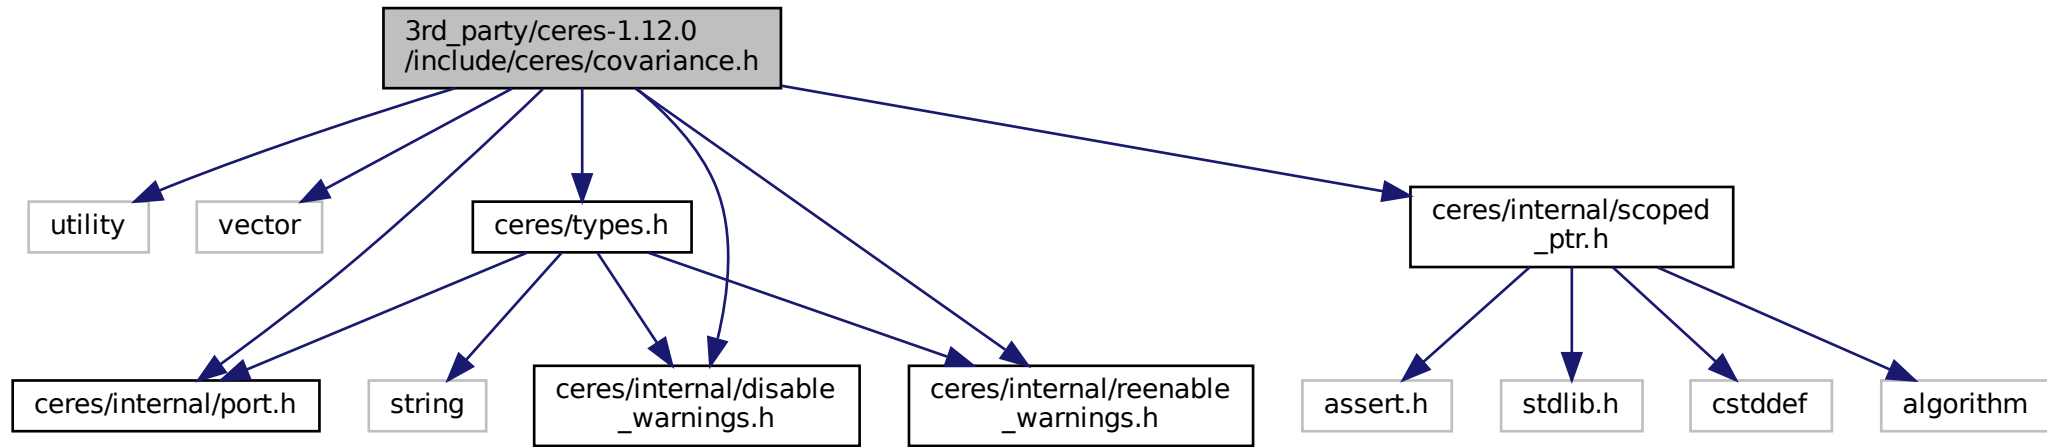 3rd_party/ceres-1.12.0
/include/ceres/covariance.h
utility
vector
ceres/types.h
ceres/internal/scoped
_ptr.h
ceres/internal/port.h
string
ceres/internal/disable
_warnings.h
ceres/internal/reenable
_warnings.h
assert.h
stdlib.h
cstddef
algorithm